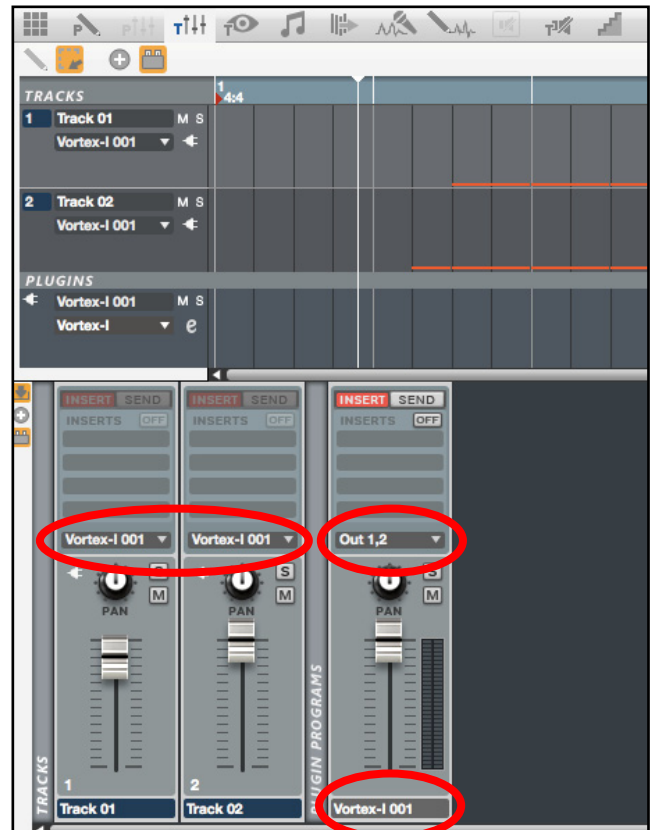 P P T T T
TRACKS 1
4:4
1 Track 01 M S
Vortex-I 001
2 Track 02 M S
Vortex-I 001
PLUGINS
Vortex-I 001 M S
Vortex-I e
INSERT SEND INSERT SEND INSERT SEND
INSERTS OFF INSERTS OFF INSERTS OFF
Vortex-I 001 Vortex-I 001 Out 1,2
S S S
M M M
PAN PAN PAN
TRACKS
PLUGIN PROGRAMS
1 2
Track 01 Track 02 Vortex-I 001